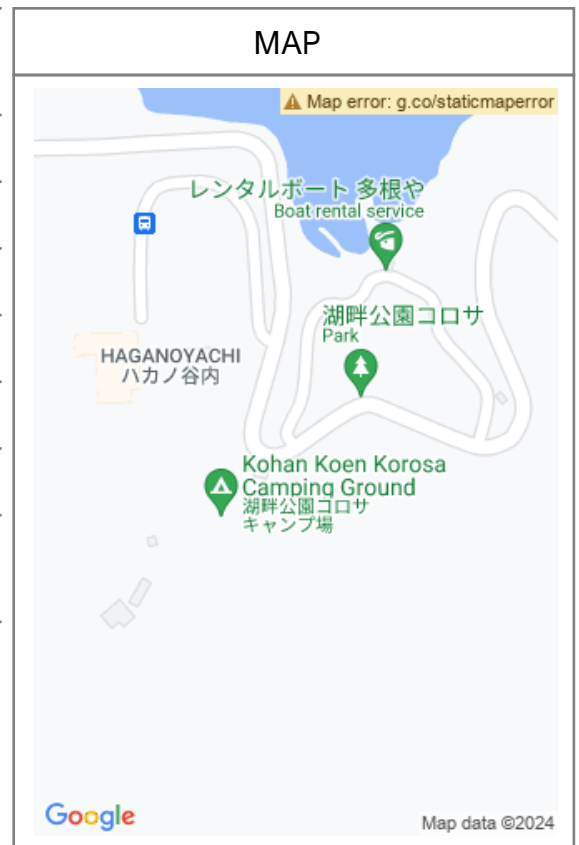 MAP
Map error: g.co/staticmaperror
レンタルボート 多根や
Boat rental service
湖畔公園コロサ
Park
HAGANOYACHI
ハカノ谷内
Kohan Koen Korosa
Camping Ground
湖畔公園コロサ
キャンプ場
Google
Map data ©2024